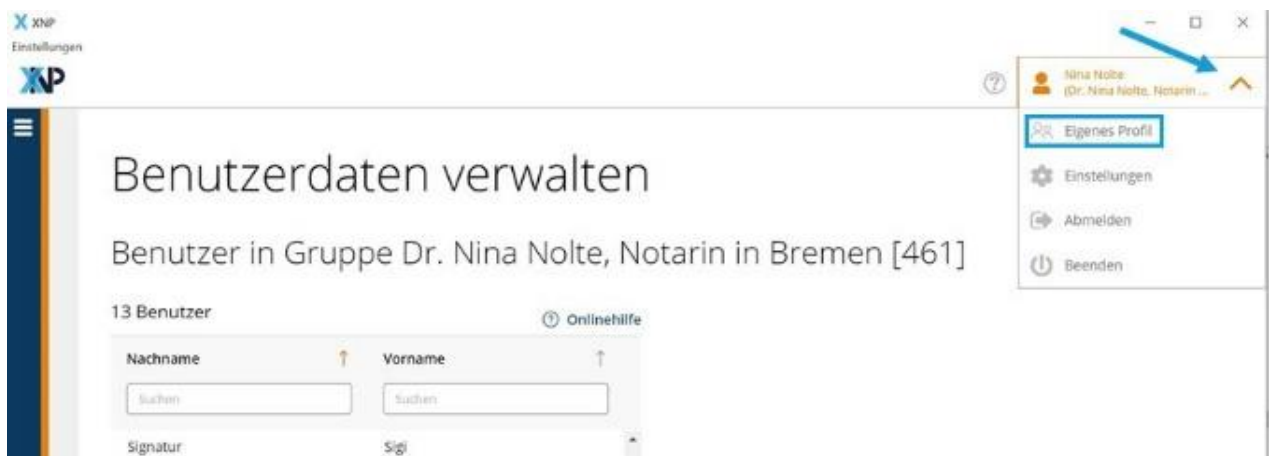 XNP
Einstellungen
XNP
Nina Nolte
(Dr. Nina Nolte, Notarin ...
Eigenes Profil
Einstellungen
Abmelden
Beenden
Benutzerdaten verwalten
Benutzer in Gruppe Dr. Nina Nolte, Notarin in Bremen [461]
13 Benutzer
Onlinehilfe
Nachname Vorname
Suchen Suchen
Signatur Sigi